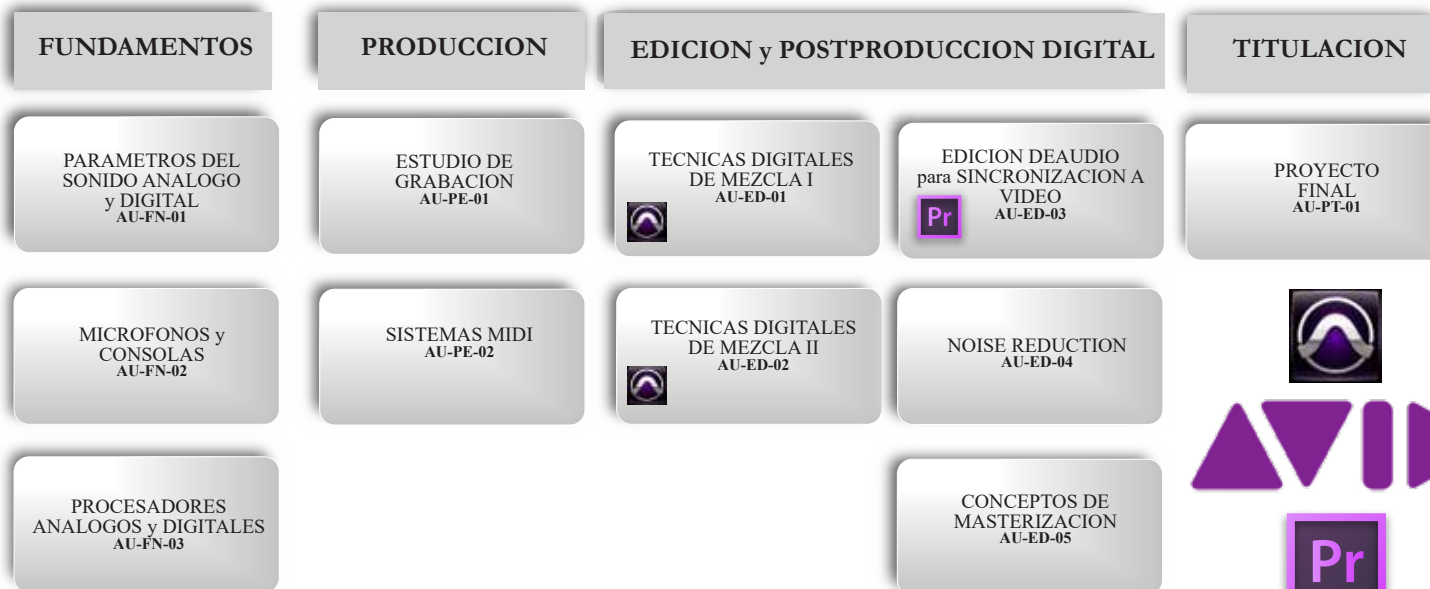 FUNDAMENTOS
PRODUCCION
EDICION y POSTPRODUCCION DIGITAL
TITULACION
PARAMETROS DEL
SONIDO ANALOGO
y DIGITAL
AU-FN-01
ESTUDIO DE
GRABACION
AU-PE-01
TECNICAS DIGITALES
DE MEZCLA I
AU-ED-01
EDICION DEAUDIO
para SINCRONIZACION A
VIDEO
AU-ED-03
Pr
PROYECTO
FINAL
AU-PT-01
MICROFONOS y
CONSOLAS
AU-FN-02
SISTEMAS MIDI
AU-PE-02
TECNICAS DIGITALES
DE MEZCLA II
AU-ED-02
NOISE REDUCTION
AU-ED-04
AVID
PROCESADORES
ANALOGOS y DIGITALES
AU-FN-03
CONCEPTOS DE
MASTERIZACION
AU-ED-05
Pr